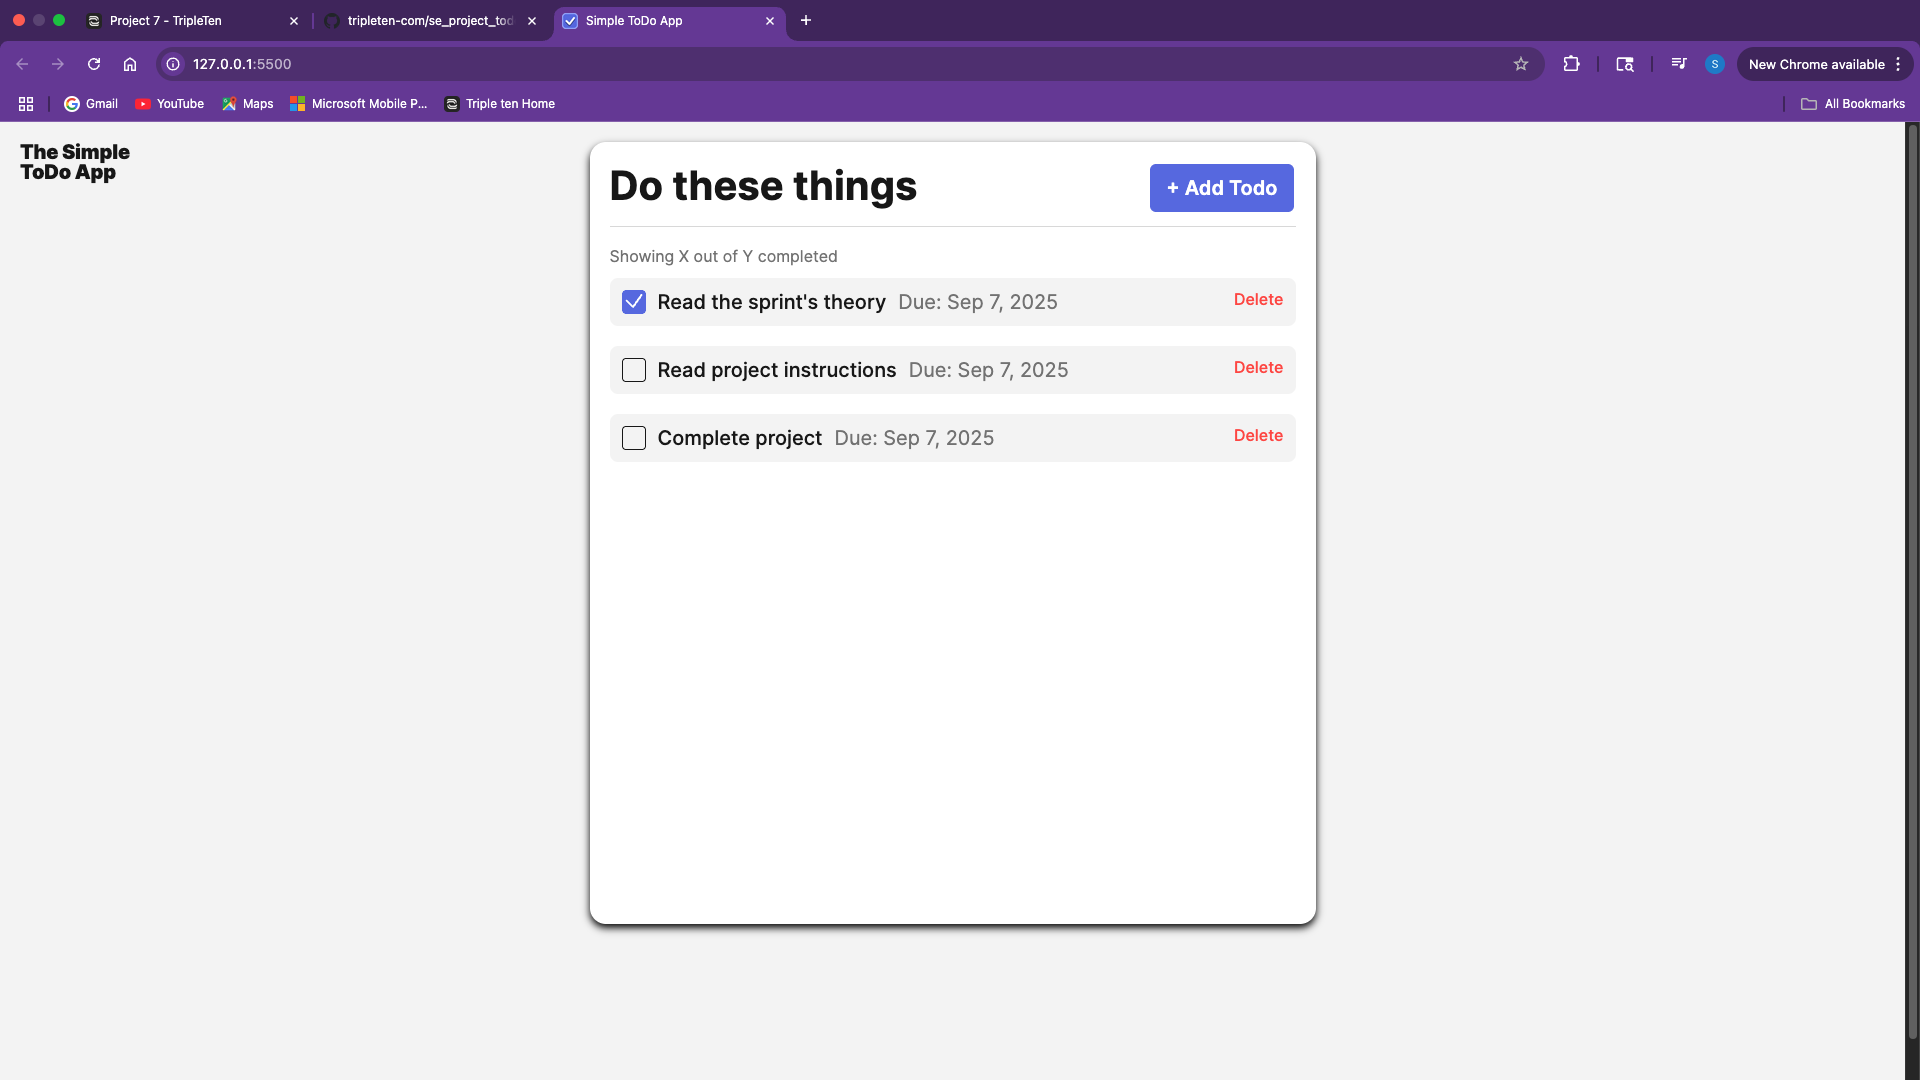 Project 7 - TripleTen
tripleten-com/se_project_tod
Simple ToDo App
127.0.0.1:5500
S
New Chrome available
Gmail
YouTube
Maps
Microsoft Mobile P...
Triple ten Home
All Bookmarks
The Simple
ToDo App
Do these things
+ Add Todo
Showing X out of Y completed
Read the sprint's theory Due: Sep 7, 2025 Delete
Read project instructions Due: Sep 7, 2025 Delete
Complete project Due: Sep 7, 2025 Delete